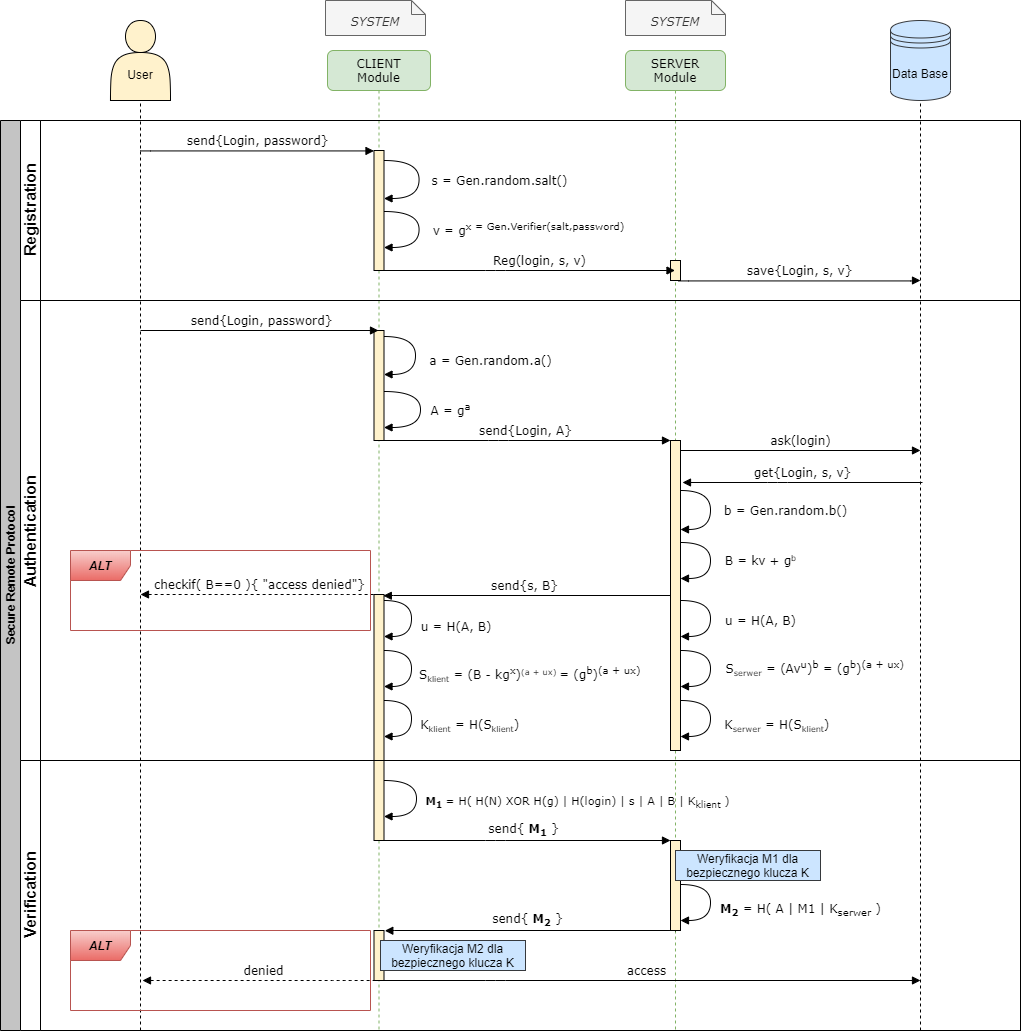 SYSTEM
SYSTEM
User
CLIENT
Module
SERVER
Module
Data Base
Secure Remote Protocol
Registration
send{Login, password}
s = Gen.random.salt()
v = g^x = Gen.Verifier(salt,password)
Reg(login, s, v)
save{Login, s, v}
Authentication
send{Login, password}
a = Gen.random.a()
A = g^a
send{Login, A}
ask(login)
get{Login, s, v}
b = Gen.random.b()
B = kv + g^b
ALT
checkif( B==0 ){ "access denied"}
send{s, B}
u = H(A, B)
u = H(A, B)
S_klient = (B - kg^x)^(a + ux) = (g^b)^(a + ux)
S_serwer = (Av^u)^b = (g^b)^(a + ux)
K_klient = H(S_klient)
K_serwer = H(S_klient)
Verification
M_1 = H( H(N) XOR H(g) | H(login) | s | A | B | K_klient )
send{ M_1 }
Weryfikacja M1 dla
bezpiecznego klucza K
M_2 = H( A | M1 | K_serwer )
send{ M_2 }
ALT
Weryfikacja M2 dla
bezpiecznego klucza K
denied
access